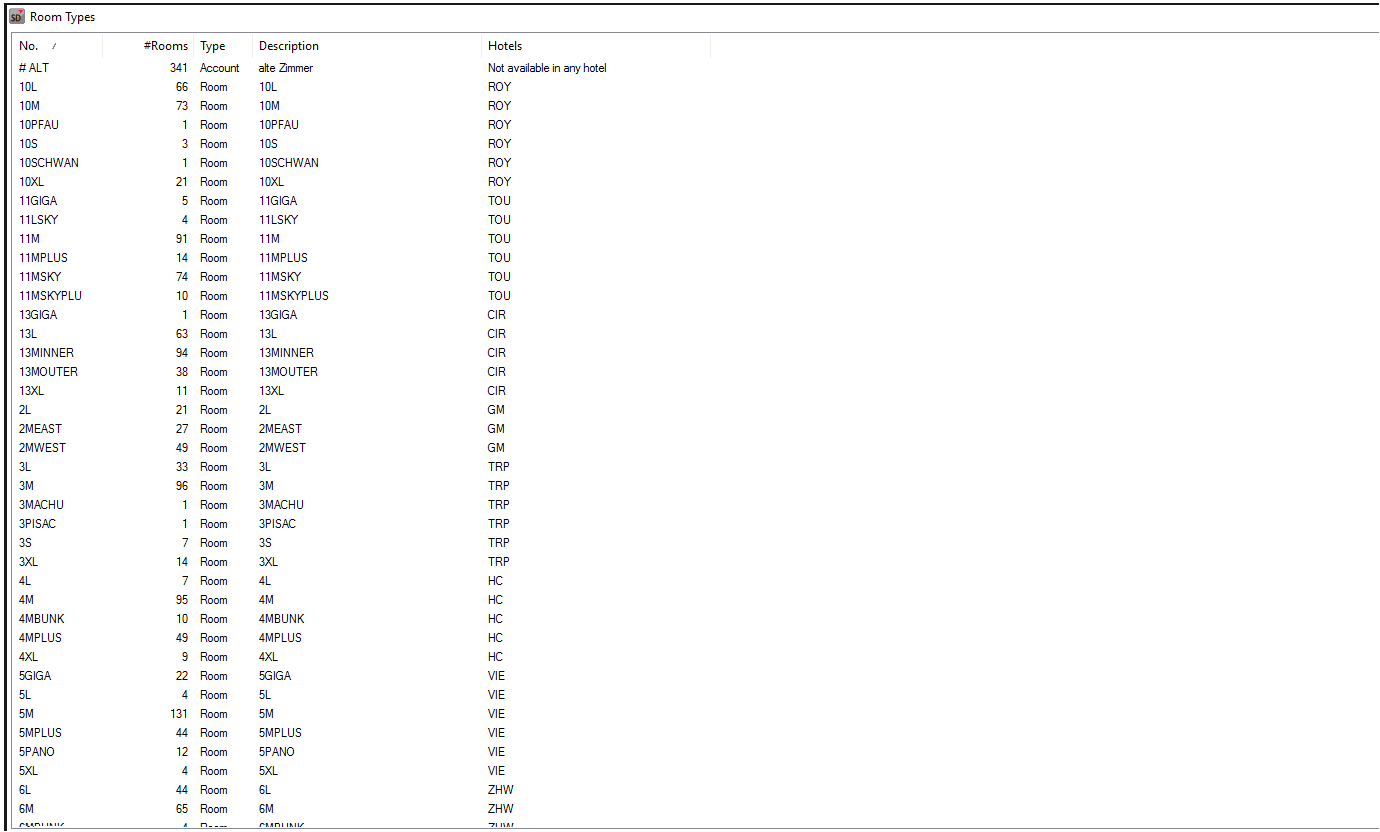 SD Room Types
No. / #Rooms Type Description Hotels
# ALT 341 Account alte Zimmer Not available in any hotel
10L 66 Room 10L ROY
10M 73 Room 10M ROY
10PFAU 1 Room 10PFAU ROY
10S 3 Room 10S ROY
10SCHWAN 1 Room 10SCHWAN ROY
10XL 21 Room 10XL ROY
11GIGA 5 Room 11GIGA TOU
11LSKY 4 Room 11LSKY TOU
11M 91 Room 11M TOU
11MPLUS 14 Room 11MPLUS TOU
11MSKY 74 Room 11MSKY TOU
11MSKYPLU 10 Room 11MSKYPLUS TOU
13GIGA 1 Room 13GIGA CIR
13L 63 Room 13L CIR
13MINNER 94 Room 13MINNER CIR
13MOUTER 38 Room 13MOUTER CIR
13XL 11 Room 13XL CIR
2L 21 Room 2L GM
2MEAST 27 Room 2MEAST GM
2MWEST 49 Room 2MWEST GM
3L 33 Room 3L TRP
3M 96 Room 3M TRP
3MACHU 1 Room 3MACHU TRP
3PISAC 1 Room 3PISAC TRP
3S 7 Room 3S TRP
3XL 14 Room 3XL TRP
4L 7 Room 4L HC
4M 95 Room 4M HC
4MBUNK 10 Room 4MBUNK HC
4MPLUS 49 Room 4MPLUS HC
4XL 9 Room 4XL HC
5GIGA 22 Room 5GIGA VIE
5L 4 Room 5L VIE
5M 131 Room 5M VIE
5MPLUS 44 Room 5MPLUS VIE
5PANO 12 Room 5PANO VIE
5XL 4 Room 5XL VIE
6L 44 Room 6L ZHW
6M 65 Room 6M ZHW
6MBUNK 4 Room 6MBUNK ZHW